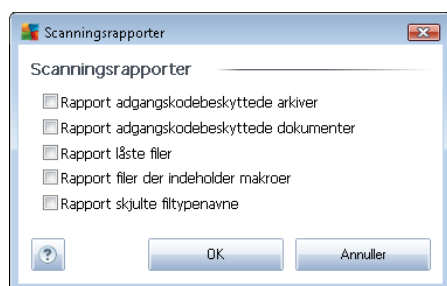 Scanningsrapporter
Scanningsrapporter
Rapport adgangskodebeskyttede arkiver
Rapport adgangskodebeskyttede dokumenter
Rapport låste filer
Rapport filer der indeholder makroer
Rapport skjulte filtypenavne
? OK Annuller